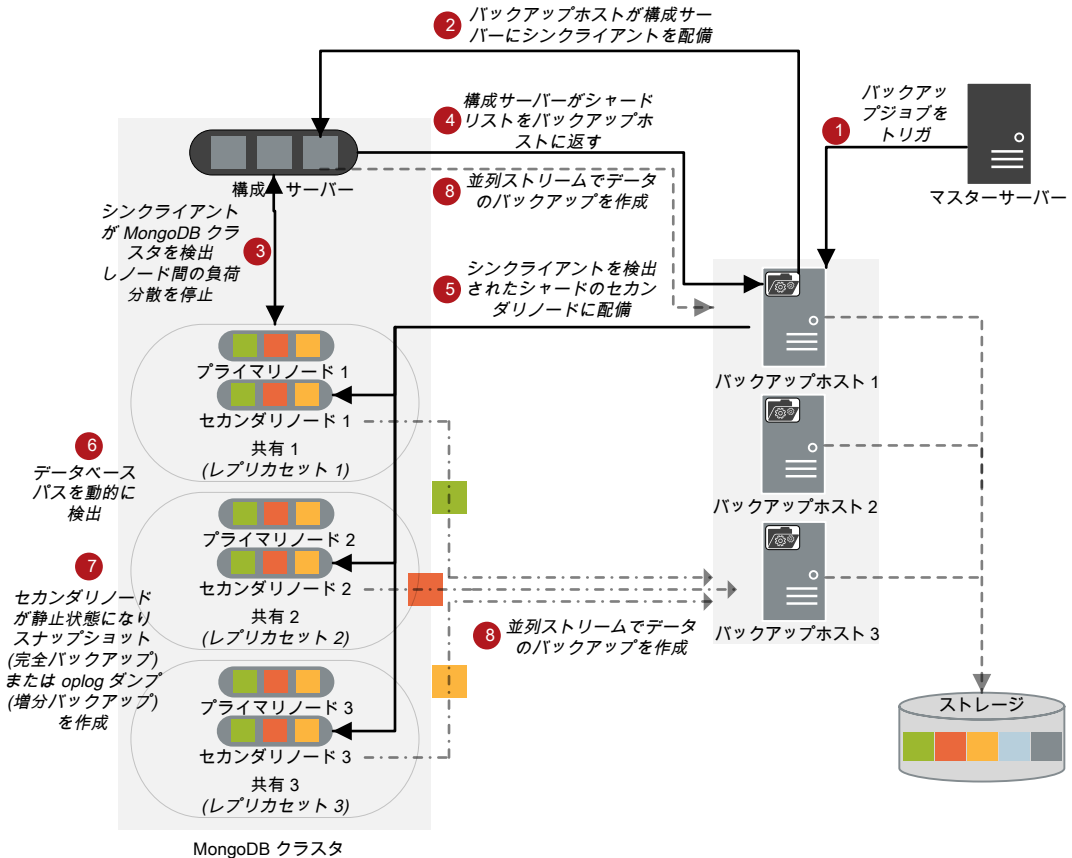 2
バックアップホストが構成サー
バーにシンクライアントを配備
4
構成サーバーがシャード
リストをバックアップホ
ストに返す
1
バックアッ
プジョブを
トリガ
マスターサーバー
構成 サーバー
8
並列ストリームでデータ
のバックアップを作成
3
シンクライアント
が MongoDB クラ
スタを検出
しノード間の負荷
分散を停止
5
シンクライアントを検出
されたシャードのセカン
ダリノードに配備
プライマリノード 1
セカンダリノード 1
共有 1
(レプリカセット 1)
バックアップホスト 1
6
データベース
パスを動的に
検出
プライマリノード 2
セカンダリノード 2
共有 2
(レプリカセット 2)
バックアップホスト 2
7
セカンダリノード
が静止状態になり
スナップショット
(完全バックアップ)
または oplog ダンプ
(増分バックアップ)
を作成
8
並列ストリームでデータ
のバックアップを作成
バックアップホスト 3
プライマリノード 3
セカンダリノード 3
共有 3
(レプリカセット 3)
ストレージ
MongoDB クラスタ